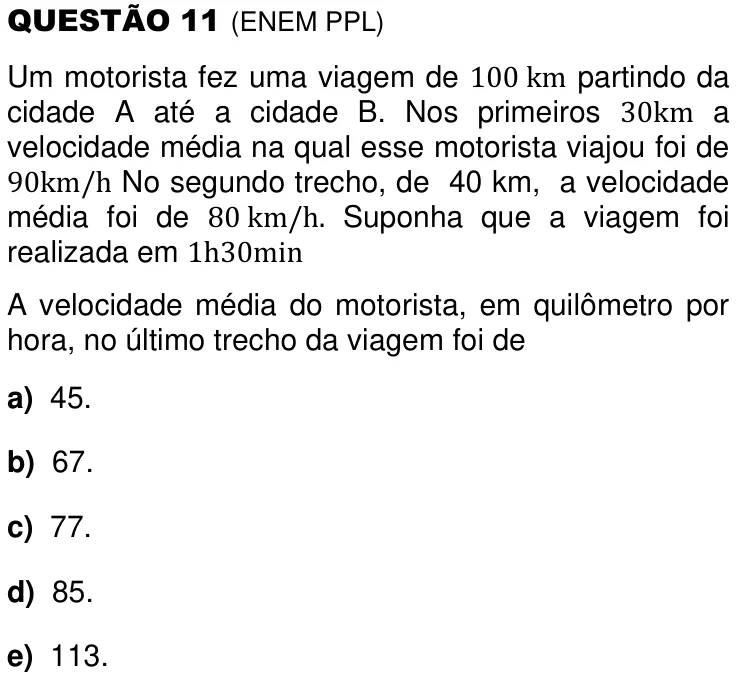 QUESTÃO 11 (ENEM PPL)
Um motorista fez uma viagem de 100 km partindo da
cidade A até a cidade B. Nos primeiros 30km a
velocidade média na qual esse motorista viajou foi de
90km/h No segundo trecho, de 40 km, a velocidade
média foi de 80 km/h. Suponha que a viagem foi
realizada em 1h30min
A velocidade média do motorista, em quilômetro por
hora, no último trecho da viagem foi de
a) 45.
b) 67.
c) 77.
d) 85.
e) 113.